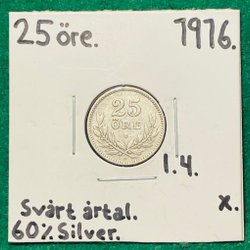 25 öre. 1916.
25
ÖRE
1.4.
Svårt årtal. x.
60% Silver.